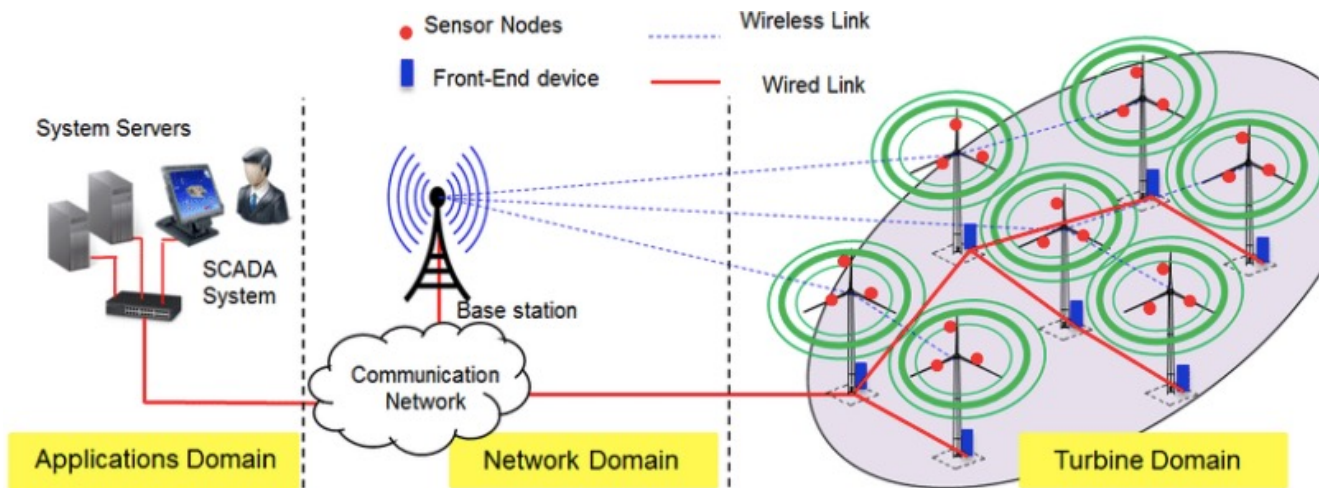 Sensor Nodes
Wireless Link
Front-End device
Wired Link
System Servers
SCADA
System
Base station
Communication
Network
Applications Domain
Network Domain
Turbine Domain